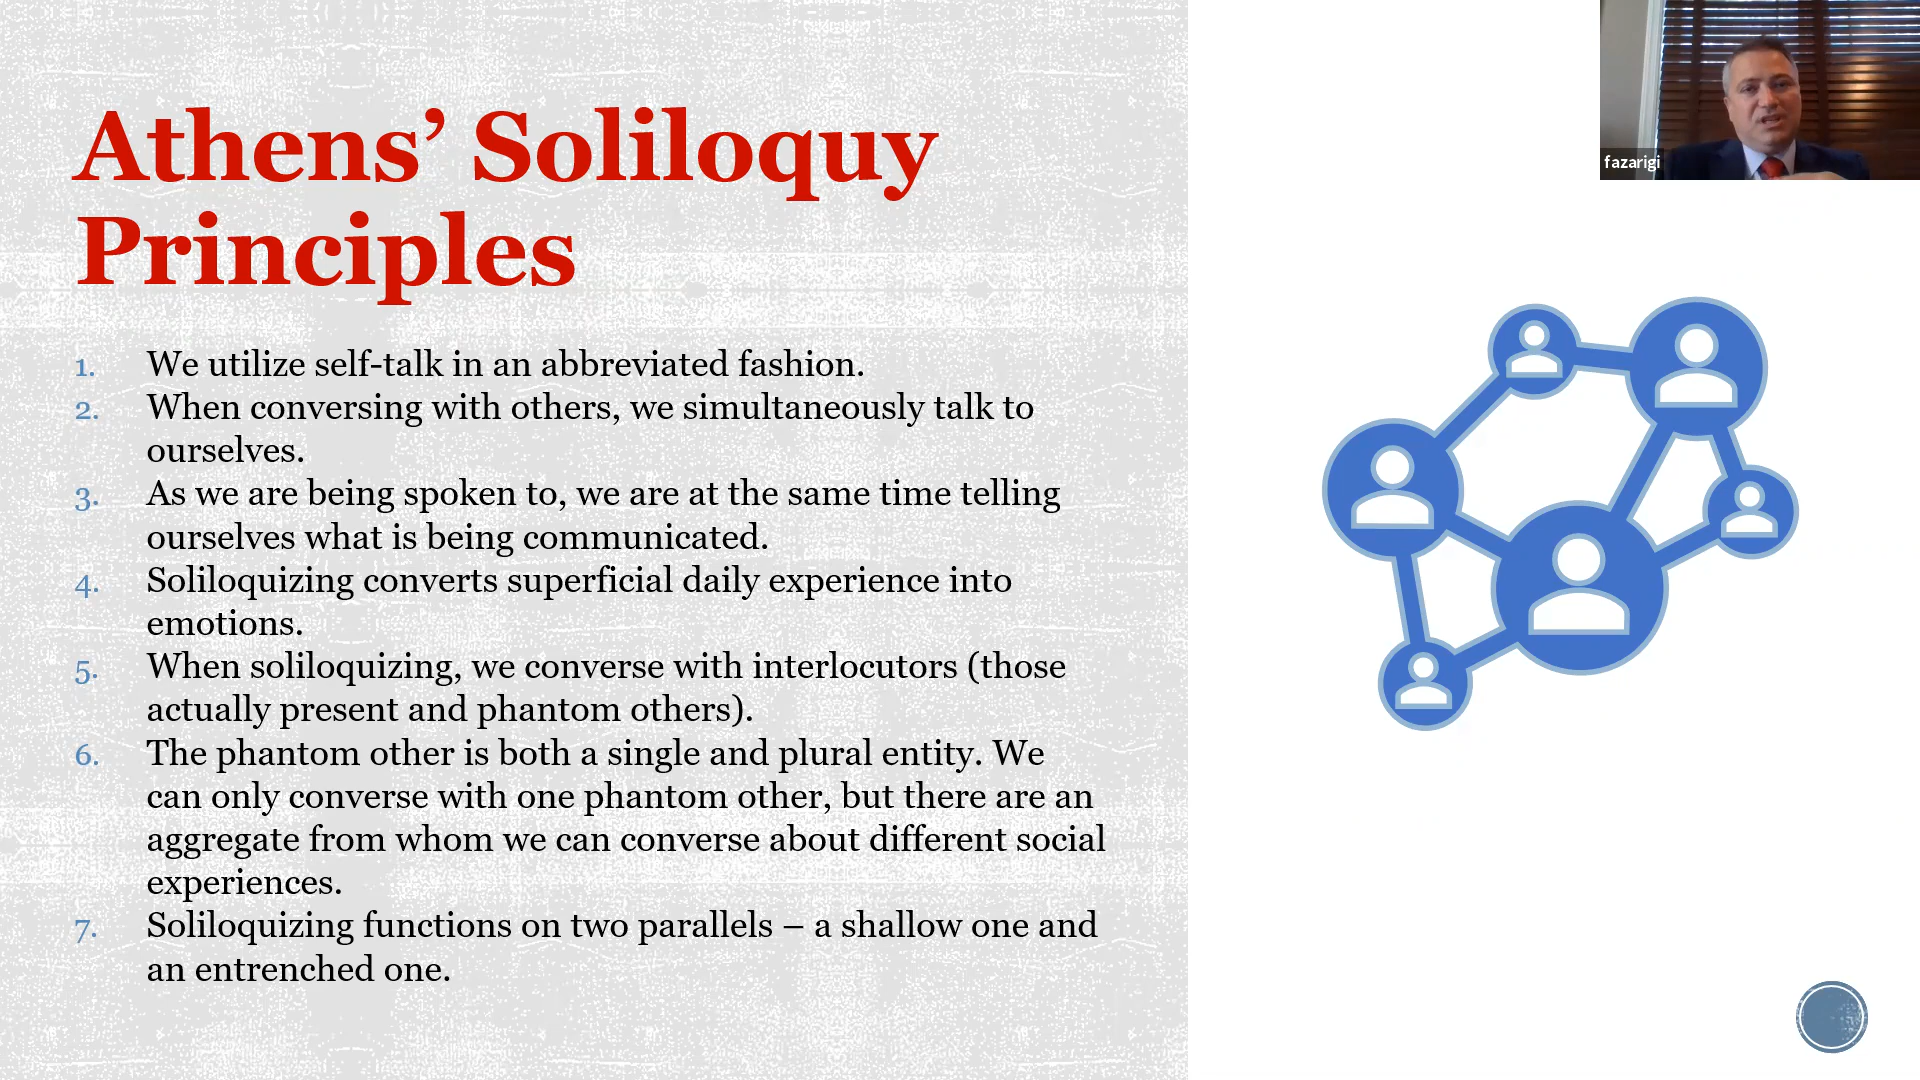 Athens’ Soliloquy
Principles
1. We utilize self-talk in an abbreviated fashion.
2. When conversing with others, we simultaneously talk to
ourselves.
3. As we are being spoken to, we are at the same time telling
ourselves what is being communicated.
4. Soliloquizing converts superficial daily experience into
emotions.
5. When soliloquizing, we converse with interlocutors (those
actually present and phantom others).
6. The phantom other is both a single and plural entity. We
can only converse with one phantom other, but there are an
aggregate from whom we can converse about different social
experiences.
7. Soliloquizing functions on two parallels – a shallow one and
an entrenched one.
fazarigi